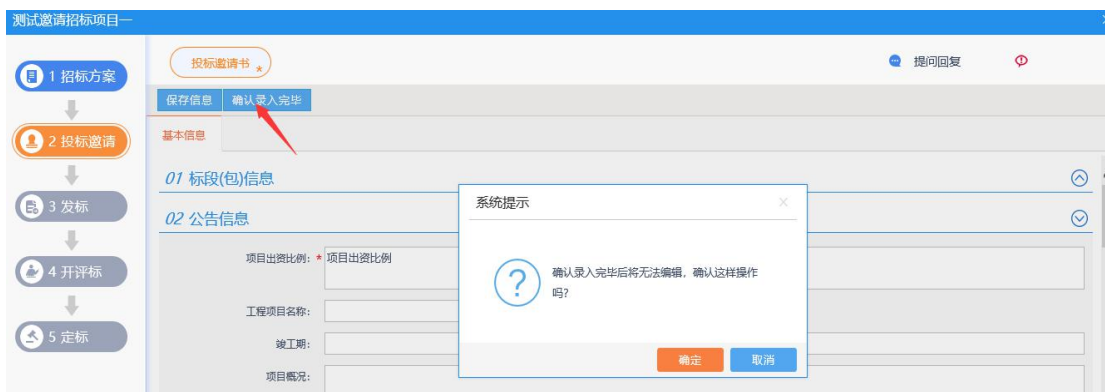 测试邀请招标项目一
投标邀请书 *
提问回复
1 招标方案
保存信息 确认录入完毕
2 投标邀请
基本信息
01 标段(包)信息
3 发标
02 公告信息
项目出资比例: * 项目出资比例
4 开评标
工程项目名称:
5 定标
竣工期:
项目概况:
系统提示
确认录入完毕后将无法编辑，确认这样操作
吗?
确定 取消